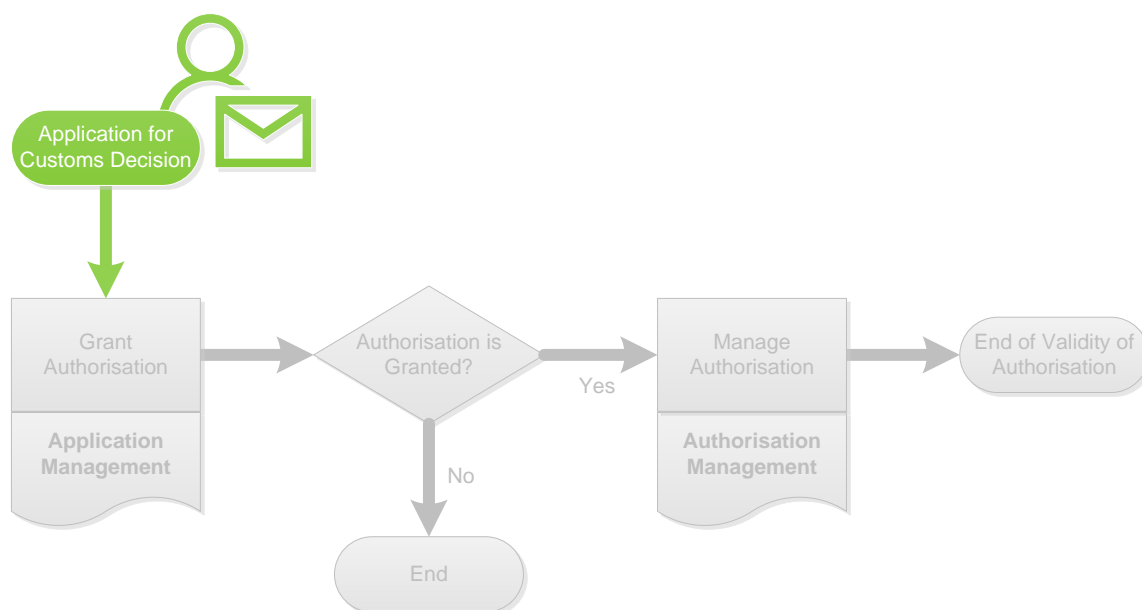 Application for
Customs Decision
Grant
Authorisation
Application
Management
Authorisation is
Granted?
Yes
No
End
Manage
Authorisation
Authorisation
Management
End of Validity of
Authorisation